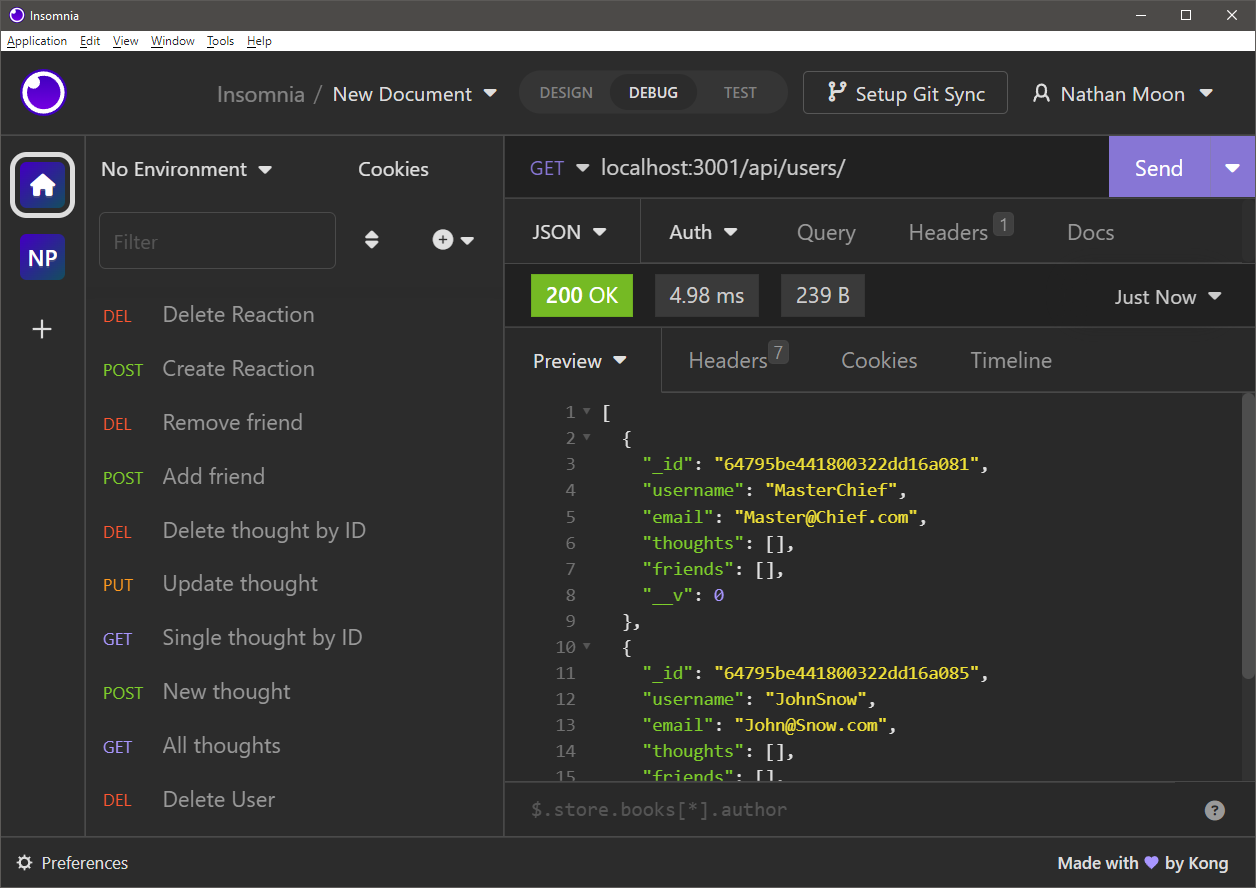 Insomnia
Application Edit View Window Tools Help
Insomnia / New Document DESIGN DEBUG TEST Setup Git Sync Nathan Moon
NP
No Environment Cookies
Filter
DEL Delete Reaction
POST Create Reaction
DEL Remove friend
POST Add friend
DEL Delete thought by ID
PUT Update thought
GET Single thought by ID
POST New thought
GET All thoughts
DEL Delete User
GET localhost:3001/api/users/ Send
JSON Auth Query Headers 1 Docs
200 OK 4.98 ms 239 B Just Now
Preview Headers 7 Cookies Timeline
1 [
2 {
3 "_id": "64795be441800322dd16a081",
4 "username": "MasterChief",
5 "email": "Master@Chief.com",
6 "thoughts": [],
7 "friends": [],
8 "__v": 0
9 },
10 {
11 "_id": "64795be441800322dd16a085",
12 "username": "JohnSnow",
13 "email": "John@Snow.com",
14 "thoughts": [],
15 "friends": [],
$.store.books[*].author ?
Preferences Made with 💜 by Kong